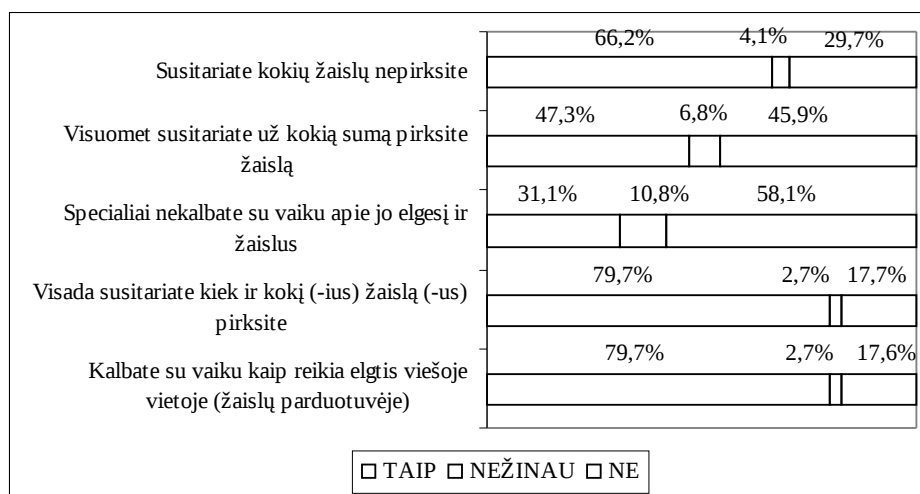 66,2% 4,1% 29,7%
Susitariate kokių žaislų nepirksite
47,3% 6,8% 45,9%
Visuomet susitariate už kokią sumą pirksite
žaislą
31,1% 10,8% 58,1%
Specialiai nekalbate su vaiku apie jo elgesį ir
žaislus
79,7% 2,7% 17,7%
Visada susitariate kiek ir kokį (-ius) žaislą (-us)
pirksite
79,7% 2,7% 17,6%
Kalbate su vaiku kaip reikia elgtis viešoje
vietoje (žaislų parduotuvėje)
TAIP NEŽINAU NE